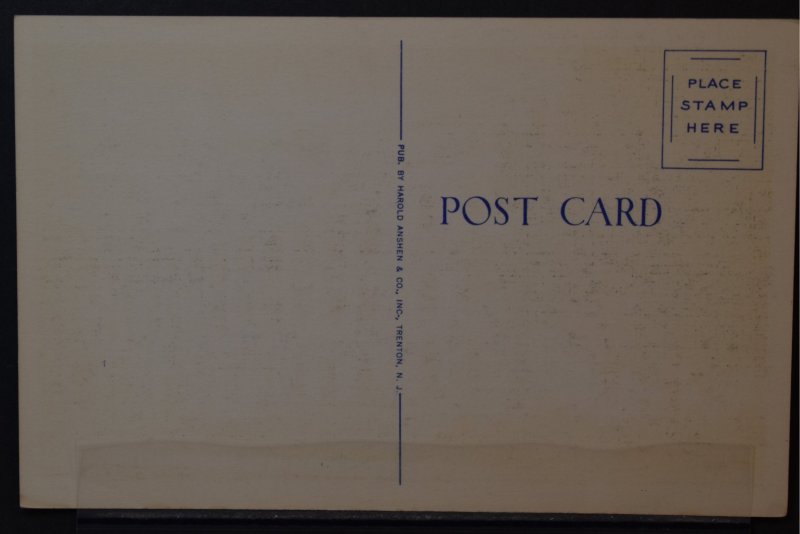 PLACE
STAMP
HERE
POST CARD
PUB. BY HAROLD ANSHEN & CO., INC., TRENTON, N. J.